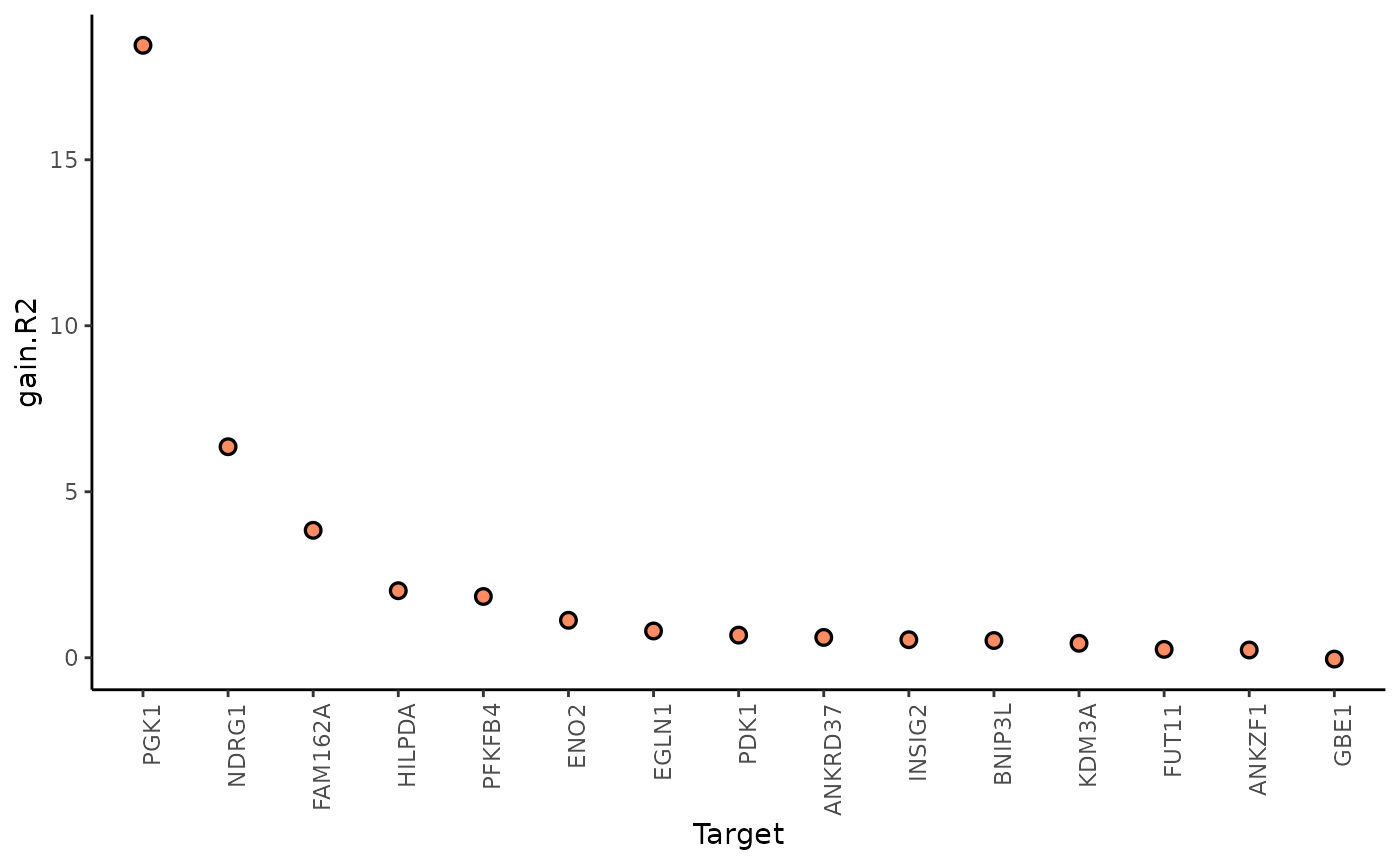 gain.R2
15
10
5
0
PGK1
NDRG1
FAM162A
HILPDA
PFKFB4
ENO2
EGLN1
PDK1
ANKRD37
INSIG2
BNIP3L
KDM3A
FUT11
ANKZF1
GBE1
Target